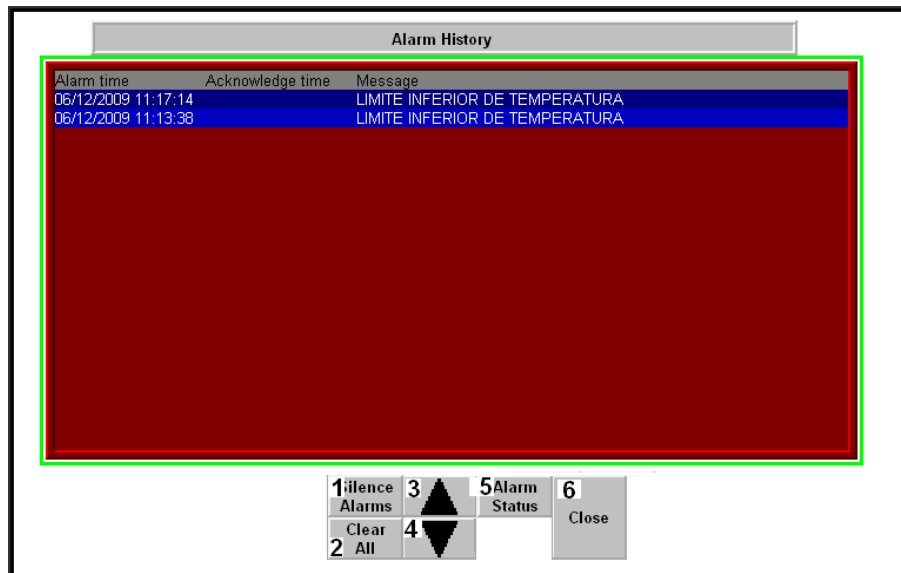 Alarm History
Alarm time Acknowledge time Message
06/12/2009 11:17:14 LIMITE INFERIOR DE TEMPERATURA
06/12/2009 11:13:38 LIMITE INFERIOR DE TEMPERATURA
1 Silence Alarms
3
5 Alarm Status
6 Close
2 Clear All
4